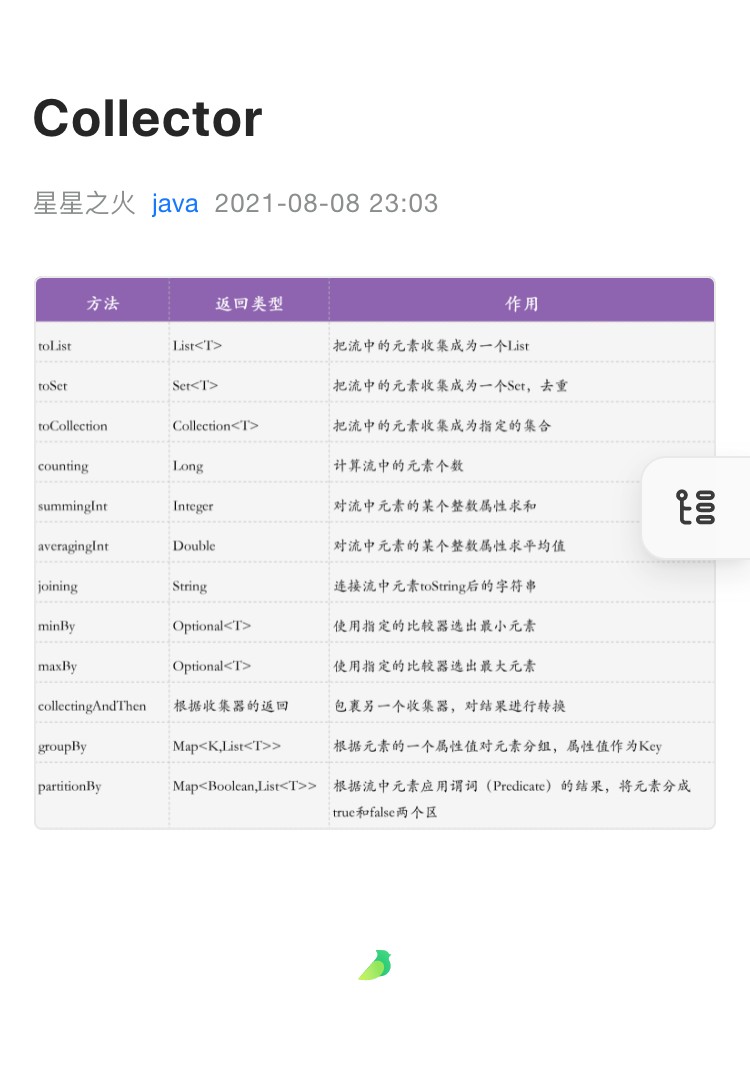 Collector
星星之火 java 2021-08-08 23:03
方法 返回类型 作用
toList List<T> 把流中的元素收集成为一个List
toSet Set<T> 把流中的元素收集成为一个Set，去重
toCollection Collection<T> 把流中的元素收集成为指定的集合
counting Long 计算流中的元素个数
summingInt Integer 对流中元素的某个整数属性求和
averagingInt Double 对流中元素的某个整数属性求平均值
joining String 连接流中元素toString后的字符串
minBy Optional<T> 使用指定的比较器选出最小元素
maxBy Optional<T> 使用指定的比较器选出最大元素
collectingAndThen 根据收集器的返回 包裹另一个收集器，对结果进行转换
groupBy Map<K,List<T>> 根据元素的一个属性值对元素分组，属性值作为Key
partitionBy Map<Boolean,List<T>> 根据流中元素应用谓词（Predicate）的结果，将元素分成
true和false两个区